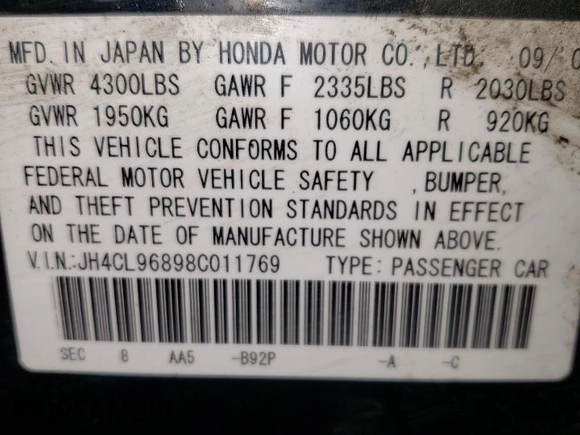 MFD. IN JAPAN BY HONDA MOTOR CO., LTD. 09/0
GVWR 4300LBS GAWR F 2335LBS R 2030LBS
GVWR 1950KG GAWR F 1060KG R 920KG
THIS VEHICLE CONFORMS TO ALL APPLICABLE
FEDERAL MOTOR VEHICLE SAFETY , BUMPER,
AND THEFT PREVENTION STANDARDS IN EFFECT
ON THE DATE OF MANUFACTURE SHOWN ABOVE.
V.I.N.:JH4CL96898C011769 TYPE: PASSENGER CAR
SEC 8 AA5 -B92P -A -C